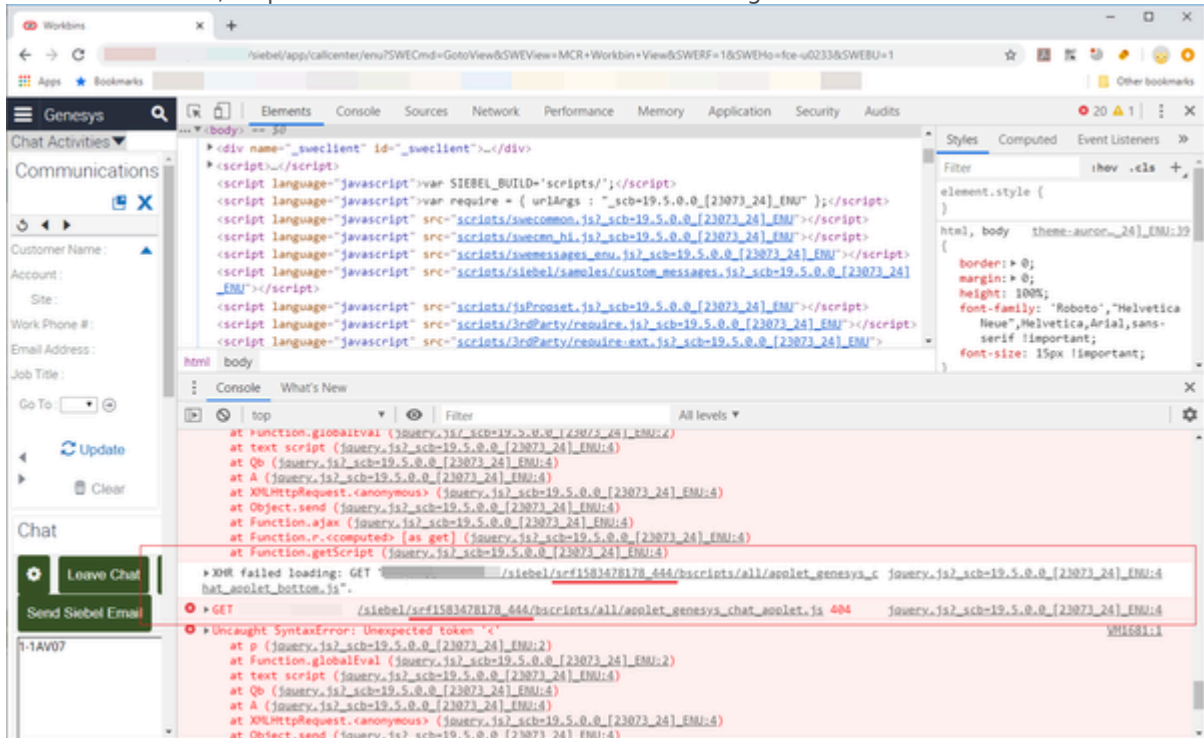 Workbins
/siebel/app/callcenter/enu?SWECmd=GotoView&SWEView=MCR+Workbin+View&SWERF=1&SWEHo=fce-u0233&SWEBU=1
Apps Bookmarks Other bookmarks
Genesys
Elements Console Sources Network Performance Memory Application Security Audits 20 1
Chat Activities
Communications
Customer Name :
Account :
Site :
Work Phone # :
Email Address :
Job Title :
Go To :
Update
Clear
Chat
Leave Chat
Send Siebel Email
1-1AV07
... <body> == $0
<div name="_sweclient" id="_sweclient">…</div>
<script>…</script>
<script language="javascript">var SIEBEL_BUILD='scripts/';</script>
<script language="javascript">var require = { urlArgs : "_scb=19.5.0.0_[23073_24]_ENU" };</script>
<script language="javascript" src="scripts/swecommon.js?_scb=19.5.0.0_[23073_24]_ENU"></script>
<script language="javascript" src="scripts/swecmn_hi.js?_scb=19.5.0.0_[23073_24]_ENU"></script>
<script language="javascript" src="scripts/swemessages_enu.js?_scb=19.5.0.0_[23073_24]_ENU"></script>
<script language="javascript" src="scripts/siebel/samples/custom_messages.js?_scb=19.5.0.0_[23073_24]
_ENU"></script>
<script language="javascript" src="scripts/jsPropset.js?_scb=19.5.0.0_[23073_24]_ENU"></script>
<script language="javascript" src="scripts/3rdParty/require.js?_scb=19.5.0.0_[23073_24]_ENU"></script>
<script language="javascript" src="scripts/3rdParty/require-ext.js?_scb=19.5.0.0_[23073_24]_ENU">
html body
Styles Computed Event Listeners »
Filter :hov .cls +
element.style {
}
html, body theme-auror…_24]_ENU:39
{
border:▸ 0;
margin:▸ 0;
height: 100%;
font-family: 'Roboto',"Helvetica
Neue",Helvetica,Arial,sans-
serif !important;
font-size: 15px !important;
}
Console What's New
top Filter All levels
at Function.globalEval (jquery.js?_scb=19.5.0.0_[23073_24]_ENU:2)
at text script (jquery.js?_scb=19.5.0.0_[23073_24]_ENU:4)
at Qb (jquery.js?_scb=19.5.0.0_[23073_24]_ENU:4)
at A (jquery.js?_scb=19.5.0.0_[23073_24]_ENU:4)
at XMLHttpRequest.<anonymous> (jquery.js?_scb=19.5.0.0_[23073_24]_ENU:4)
at Object.send (jquery.js?_scb=19.5.0.0_[23073_24]_ENU:4)
at Function.ajax (jquery.js?_scb=19.5.0.0_[23073_24]_ENU:4)
at Function.r.<computed> [as get] (jquery.js?_scb=19.5.0.0_[23073_24]_ENU:4)
at Function.getScript (jquery.js?_scb=19.5.0.0_[23073_24]_ENU:4)
XHR failed loading: GET " /siebel/srf1583478178_444/bscripts/all/applet_genesys_c jquery.js?_scb=19.5.0.0_[23073_24]_ENU:4
hat_applet_bottom.js".
GET /siebel/srf1583478178_444/bscripts/all/applet_genesys_chat_applet.js 404 jquery.js?_scb=19.5.0.0_[23073_24]_ENU:4
Uncaught SyntaxError: Unexpected token '<' VM1681:1
at p (jquery.js?_scb=19.5.0.0_[23073_24]_ENU:2)
at Function.globalEval (jquery.js?_scb=19.5.0.0_[23073_24]_ENU:2)
at text script (jquery.js?_scb=19.5.0.0_[23073_24]_ENU:4)
at Qb (jquery.js?_scb=19.5.0.0_[23073_24]_ENU:4)
at A (jquery.js?_scb=19.5.0.0_[23073_24]_ENU:4)
at XMLHttpRequest.<anonymous> (jquery.js?_scb=19.5.0.0_[23073_24]_ENU:4)
at Object.send (jquery.js?_scb=19.5.0.0_[23073_24]_ENU:4)